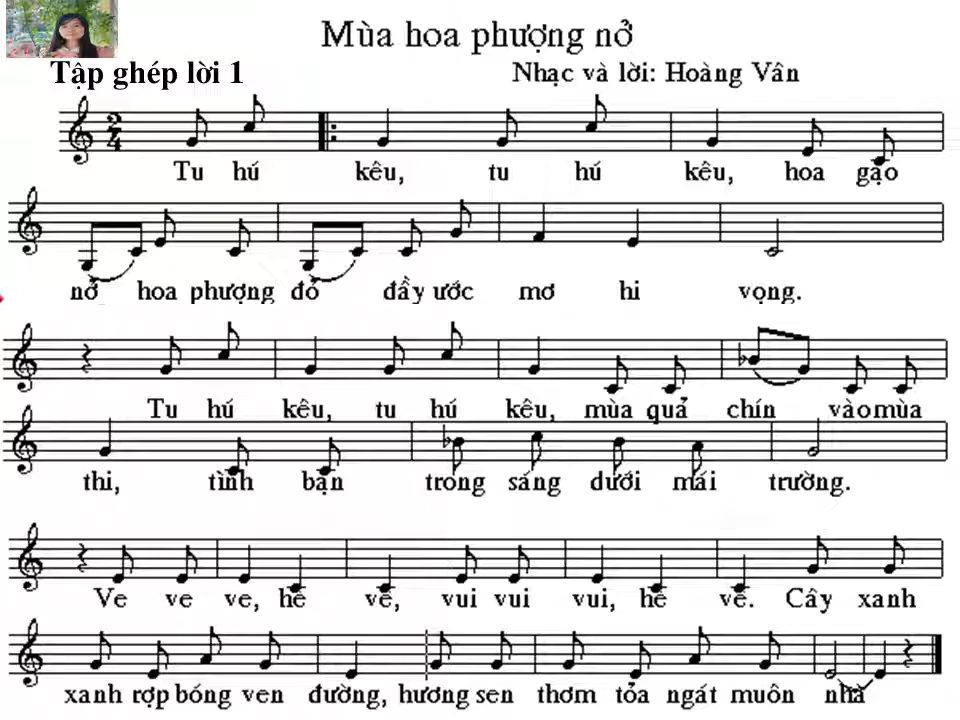 Mùa hoa phượng nở
Tập ghép lời 1
Nhạc và lời: Hoàng Vân
2
4
Tu hú kêu, tu hú kêu, hoa gạo
nở hoa phượng đỏ đầy ước mơ hi vọng.
Tu hú kêu, tu hú kêu, mùa quả chín vào mùa
thi, tình bạn trong sáng dưới mái trường.
Ve ve ve, hè về, vui vui vui, hè về. Cây xanh
xanh rợp bóng ven đường, hương sen thơm tỏa ngát muôn nhà